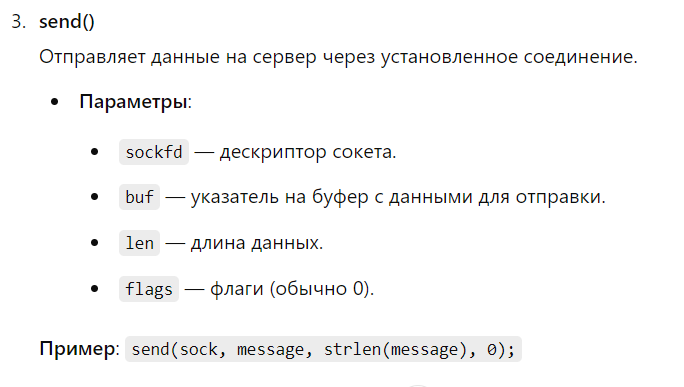 3. send()
Отправляет данные на сервер через установленное соединение.
• Параметры:
• sockfd — дескриптор сокета.
• buf — указатель на буфер с данными для отправки.
• len — длина данных.
• flags — флаги (обычно 0).
Пример: send(sock, message, strlen(message), 0);